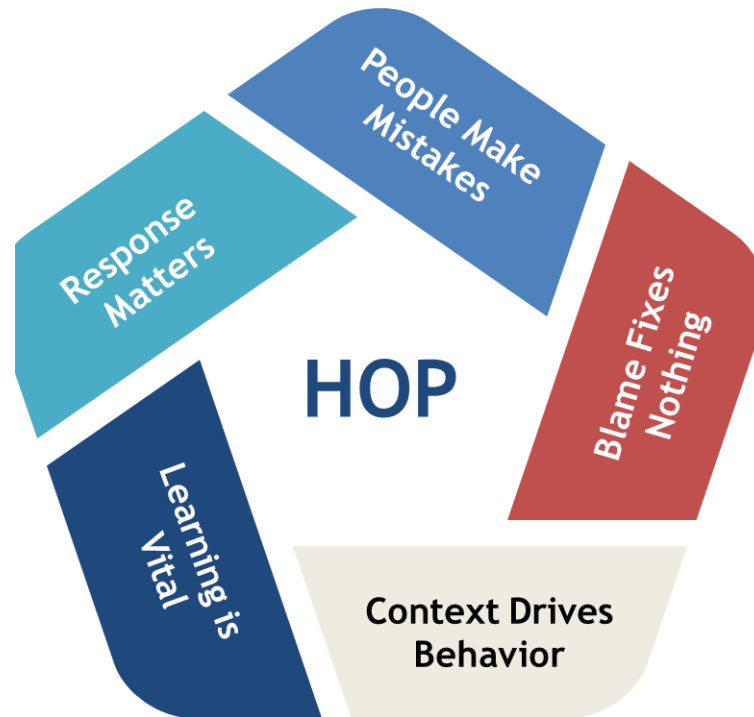 People Make
Mistakes
Blame Fixes
Nothing
Context Drives
Behavior
Learning is
Vital
Response
Matters
HOP